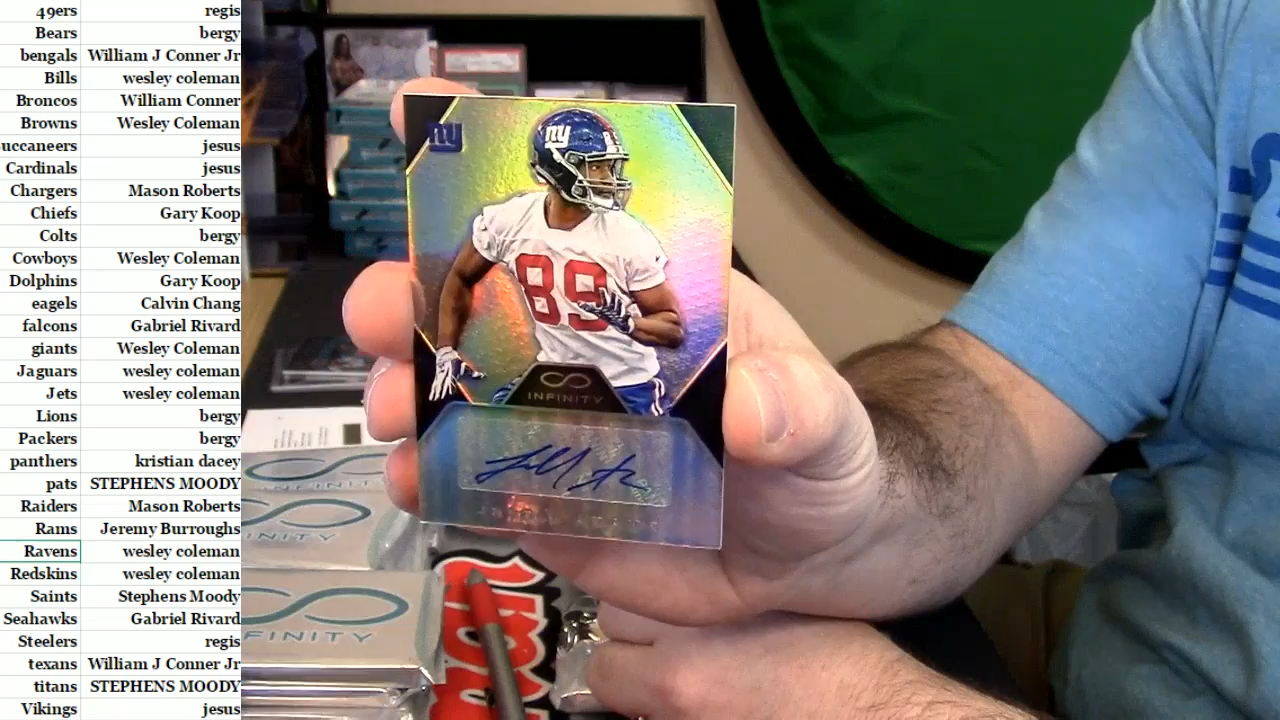 49ers regis
Bears bergy
bengals William J Conner Jr
Bills wesley coleman
Broncos William Conner
Browns Wesley Coleman
uccaneers jesus
Cardinals jesus
Chargers Mason Roberts
Chiefs Gary Koop
Colts bergy
Cowboys Wesley Coleman
Dolphins Gary Koop
eagels Calvin Chang
falcons Gabriel Rivard
giants Wesley Coleman
Jaguars wesley coleman
Jets wesley coleman
Lions bergy
Packers bergy
panthers kristian dacey
pats STEPHENS MOODY
Raiders Mason Roberts
Rams Jeremy Burroughs
Ravens wesley coleman
Redskins wesley coleman
Saints Stephens Moody
Seahawks Gabriel Rivard
Steelers regis
texans William J Conner Jr
titans STEPHENS MOODY
Vikings jesus
ny
ny
89
INFINITY
INFINITY
INITY
FINITY